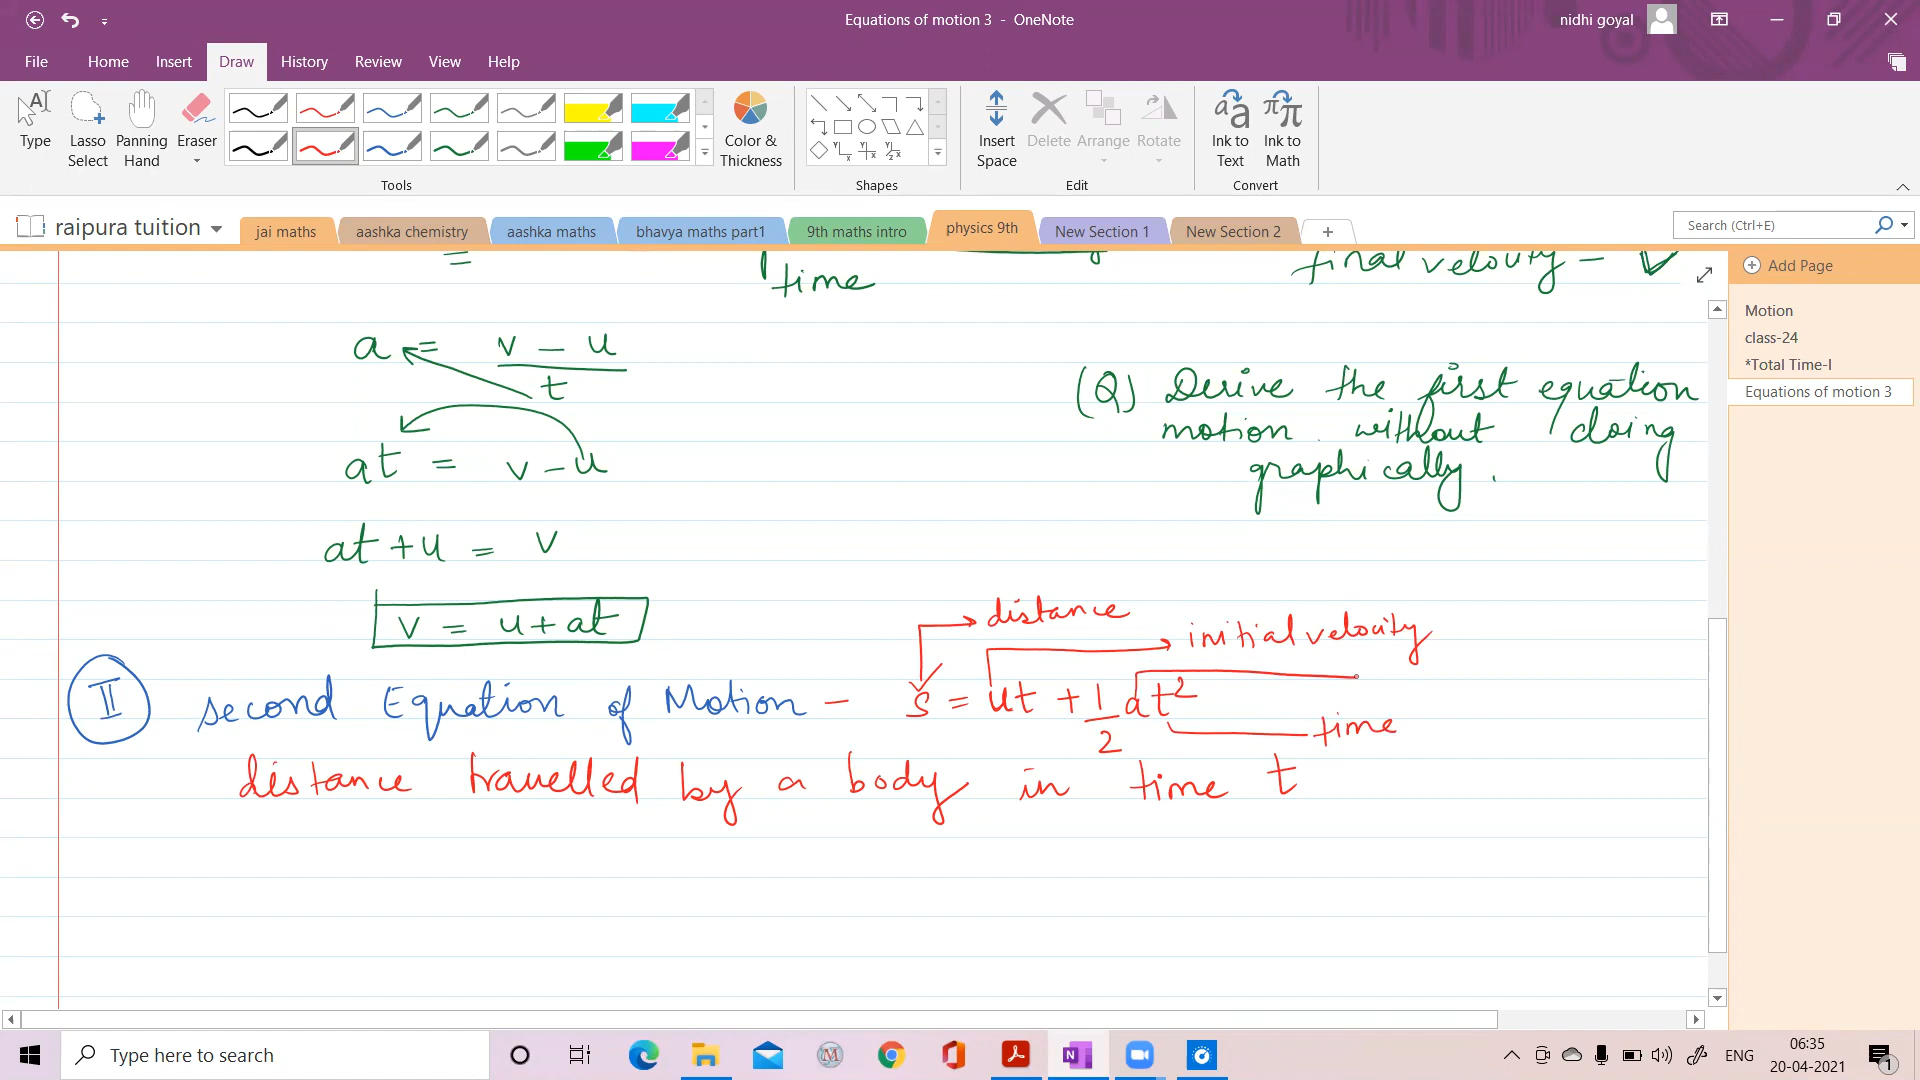 Equations of motion 3 - OneNote
nidhi goyal
File Home Insert Draw History Review View Help
Type
Lasso Select
Panning Hand
Eraser
Color & Thickness
Insert Space
Delete
Arrange
Rotate
Ink to Text
Ink to Math
Tools
Shapes
Edit
Convert
raipura tuition
jai maths
aashka chemistry
aashka maths
bhavya maths part1
9th maths intro
physics 9th
New Section 1
New Section 2
+
Search (Ctrl+E)
Add Page
Motion
class-24
*Total Time-I
Equations of motion 3
time
final velocity - V
a = v - u
t
at = v - u
at + u = v
v = u + at
(Q) Derive the first equation
motion without doing
graphically.
distance
initial velocity
II second Equation of Motion - s = ut + 1/2 at²
time
distance travelled by a body in time t
Type here to search
ENG
06:35
20-04-2021
1